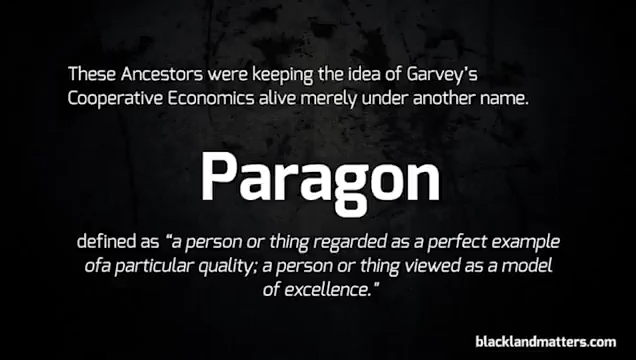 These Ancestors were keeping the idea of Garvey's
Cooperative Economics alive merely under another name.
Paragon
defined as "a person or thing regarded as a perfect example
ofa particular quality; a person or thing viewed as a model
of excellence."
blacklandmatters.com